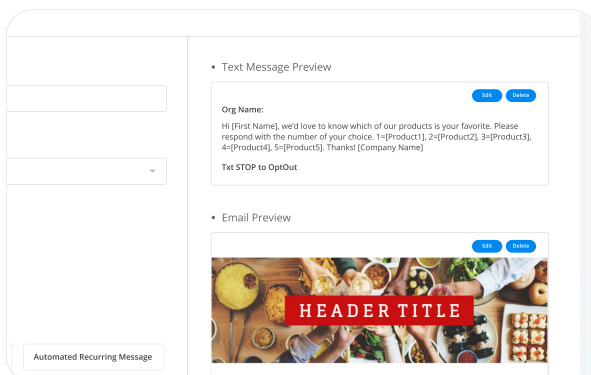 • Text Message Preview
Edit
Delete
Org Name:
Hi [First Name], we'd love to know which of our products is your favorite. Please
respond with the number of your choice. 1=[Product1], 2=[Product2], 3=[Product3],
4=[Product4], 5=[Product5]. Thanks! [Company Name]
Txt STOP to OptOut
• Email Preview
Edit
Delete
HEADER TITLE
Automated Recurring Message